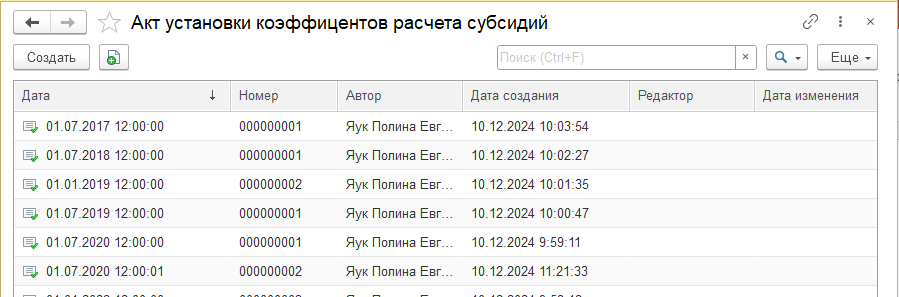 Акт установки коэффицентов расчета субсидий
Создать Поиск (Ctrl+F) × Еще
Дата ↓ Номер Автор Дата создания Редактор Дата изменения
01.07.2017 12:00:00 000000001 Яук Полина Евг... 10.12.2024 10:03:54
01.07.2018 12:00:00 000000001 Яук Полина Евг... 10.12.2024 10:02:27
01.01.2019 12:00:00 000000002 Яук Полина Евг... 10.12.2024 10:01:35
01.07.2019 12:00:00 000000001 Яук Полина Евг... 10.12.2024 10:00:47
01.07.2020 12:00:00 000000001 Яук Полина Евг... 10.12.2024 9:59:11
01.07.2020 12:00:01 000000002 Яук Полина Евг... 10.12.2024 11:21:33